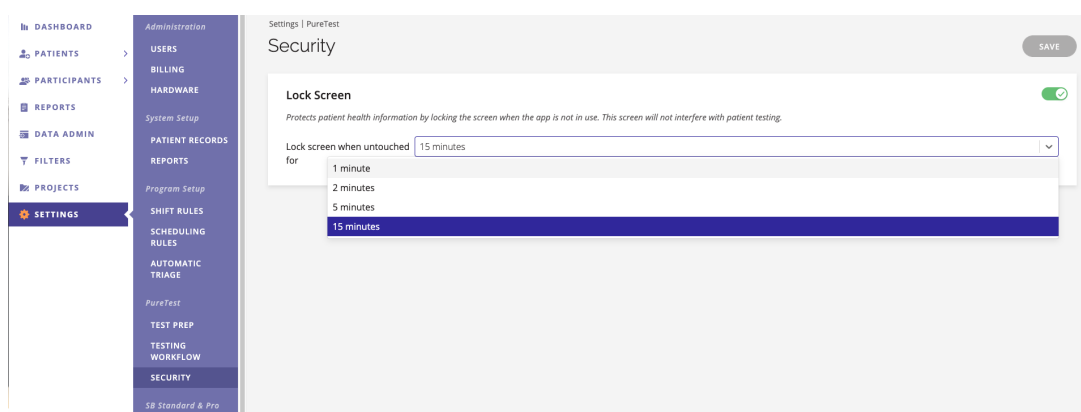 DASHBOARD
PATIENTS
PARTICIPANTS
REPORTS
DATA ADMIN
FILTERS
PROJECTS
SETTINGS
Administration
USERS
BILLING
HARDWARE
System Setup
PATIENT RECORDS
REPORTS
Program Setup
SHIFT RULES
SCHEDULING
RULES
AUTOMATIC
TRIAGE
PureTest
TEST PREP
TESTING
WORKFLOW
SECURITY
SB Standard & Pro
Settings | PureTest
Security
SAVE
Lock Screen
Protects patient health information by locking the screen when the app is not in use. This screen will not interfere with patient testing.
Lock screen when untouched
for
15 minutes
1 minute
2 minutes
5 minutes
15 minutes